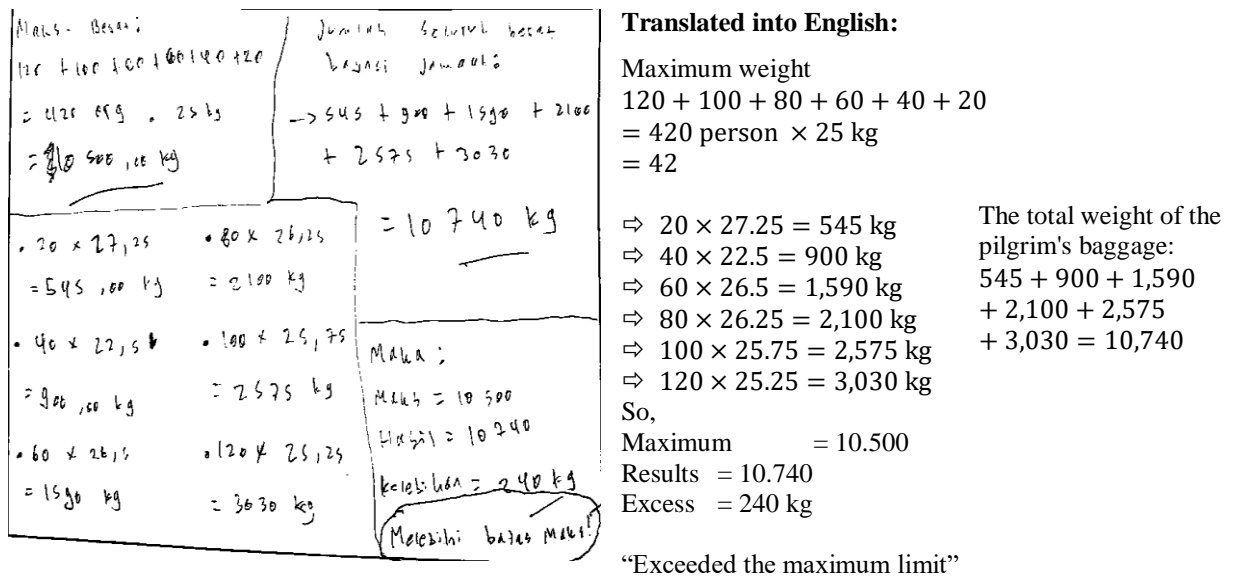 Maks. Berat:
120 + 100 + 80 + 60 + 40 + 20
= 420 org . 25 kg
= 10 500,00 kg
Jumlah seluruh berat
bagasi jamaah:
-> 545 + 900 + 1590 + 2100
+ 2575 + 3030
= 10 740 kg
• 20 x 27,25
= 545,00 kg
• 40 x 22,5
= 900,00 kg
• 60 x 26,5
= 1590 kg
• 80 x 26,25
= 2100 kg
• 100 x 25,75
= 2575 kg
• 120 x 25,25
= 3030 kg
Maka:
Maks = 10 500
Hasil = 10 740
Kelebihan = 240 kg
Melebihi batas maks!
Translated into English:
Maximum weight
120 + 100 + 80 + 60 + 40 + 20
= 420 person × 25 kg
= 42
⇨ 20 × 27.25 = 545 kg
⇨ 40 × 22.5 = 900 kg
⇨ 60 × 26.5 = 1,590 kg
⇨ 80 × 26.25 = 2,100 kg
⇨ 100 × 25.75 = 2,575 kg
⇨ 120 × 25.25 = 3,030 kg
The total weight of the
pilgrim's baggage:
545 + 900 + 1,590
+ 2,100 + 2,575
+ 3,030 = 10,740
So,
Maximum = 10.500
Results = 10.740
Excess = 240 kg
“Exceeded the maximum limit”